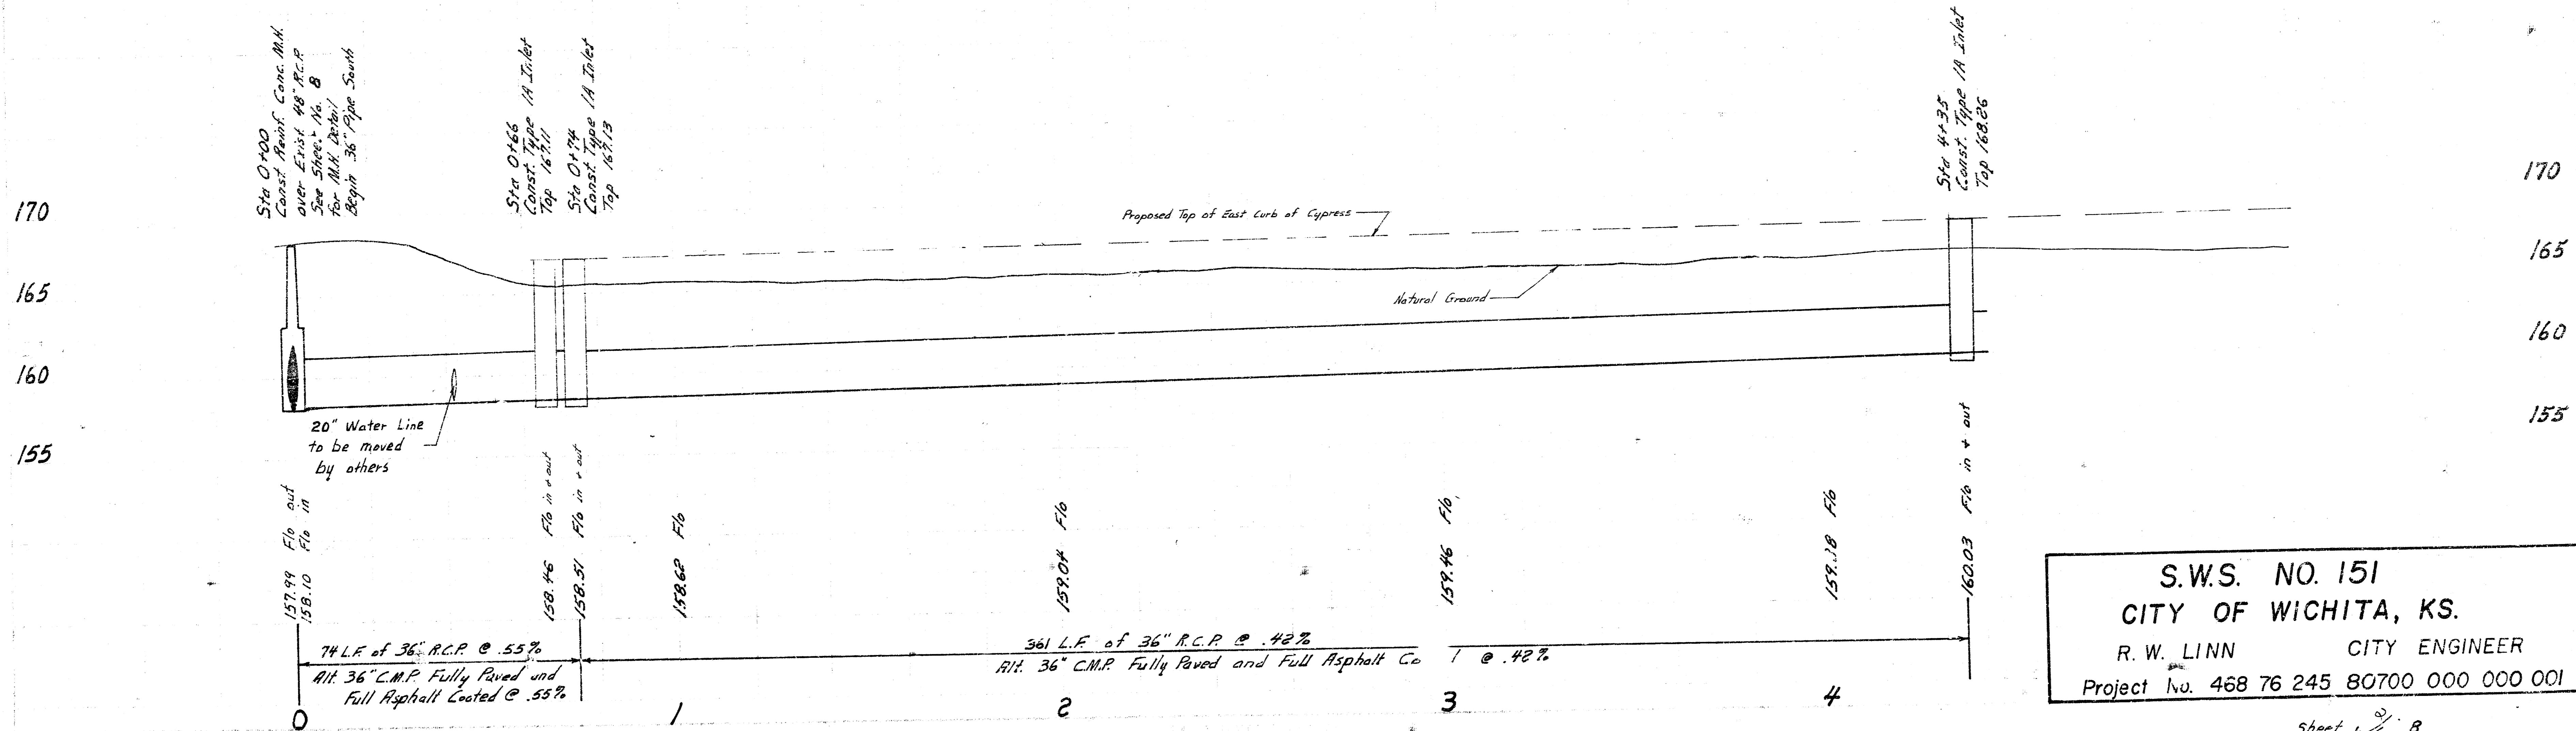 Sta 0+00
Const. Reinf. Conc. M.H.
over Exist. 48" R.C.P.
See Sheet No. 8
for M.H. Detail
Begin 36" Pipe South
Sta 0+66
Const. Type 1A Inlet
Top 167.11
Sta 0+74
Const. Type 1A Inlet
Top 167.13
Sta 4+35
Const. Type 1A Inlet
Top 168.26
170
165
160
155
170
165
160
155
Proposed Top of East Curb of Cypress
Natural Ground
20" Water Line
to be moved
by others
157.99 Flo out
158.10 Flo in
158.46 Flo in + out
158.51 Flo in + out
158.62 Flo
159.04 Flo
159.46 Flo
Flo
160.03 Flo in + out
74 L.F. of 36" R.C.P. @ .55%
Alt. 36" C.M.P. Fully Paved and
Full Asphalt Coated @ .55%
361 L.F. of 36" R.C.P. @ .42%
Alt. 36" C.M.P. Fully Paved and Full Asphalt Co @ .42%
0 1 2 3 4
S.W.S. NO. 151
CITY OF WICHITA, KS.
R. W. LINN CITY ENGINEER
Project No. 468 76 245 80700 000 000 001
Sheet 8